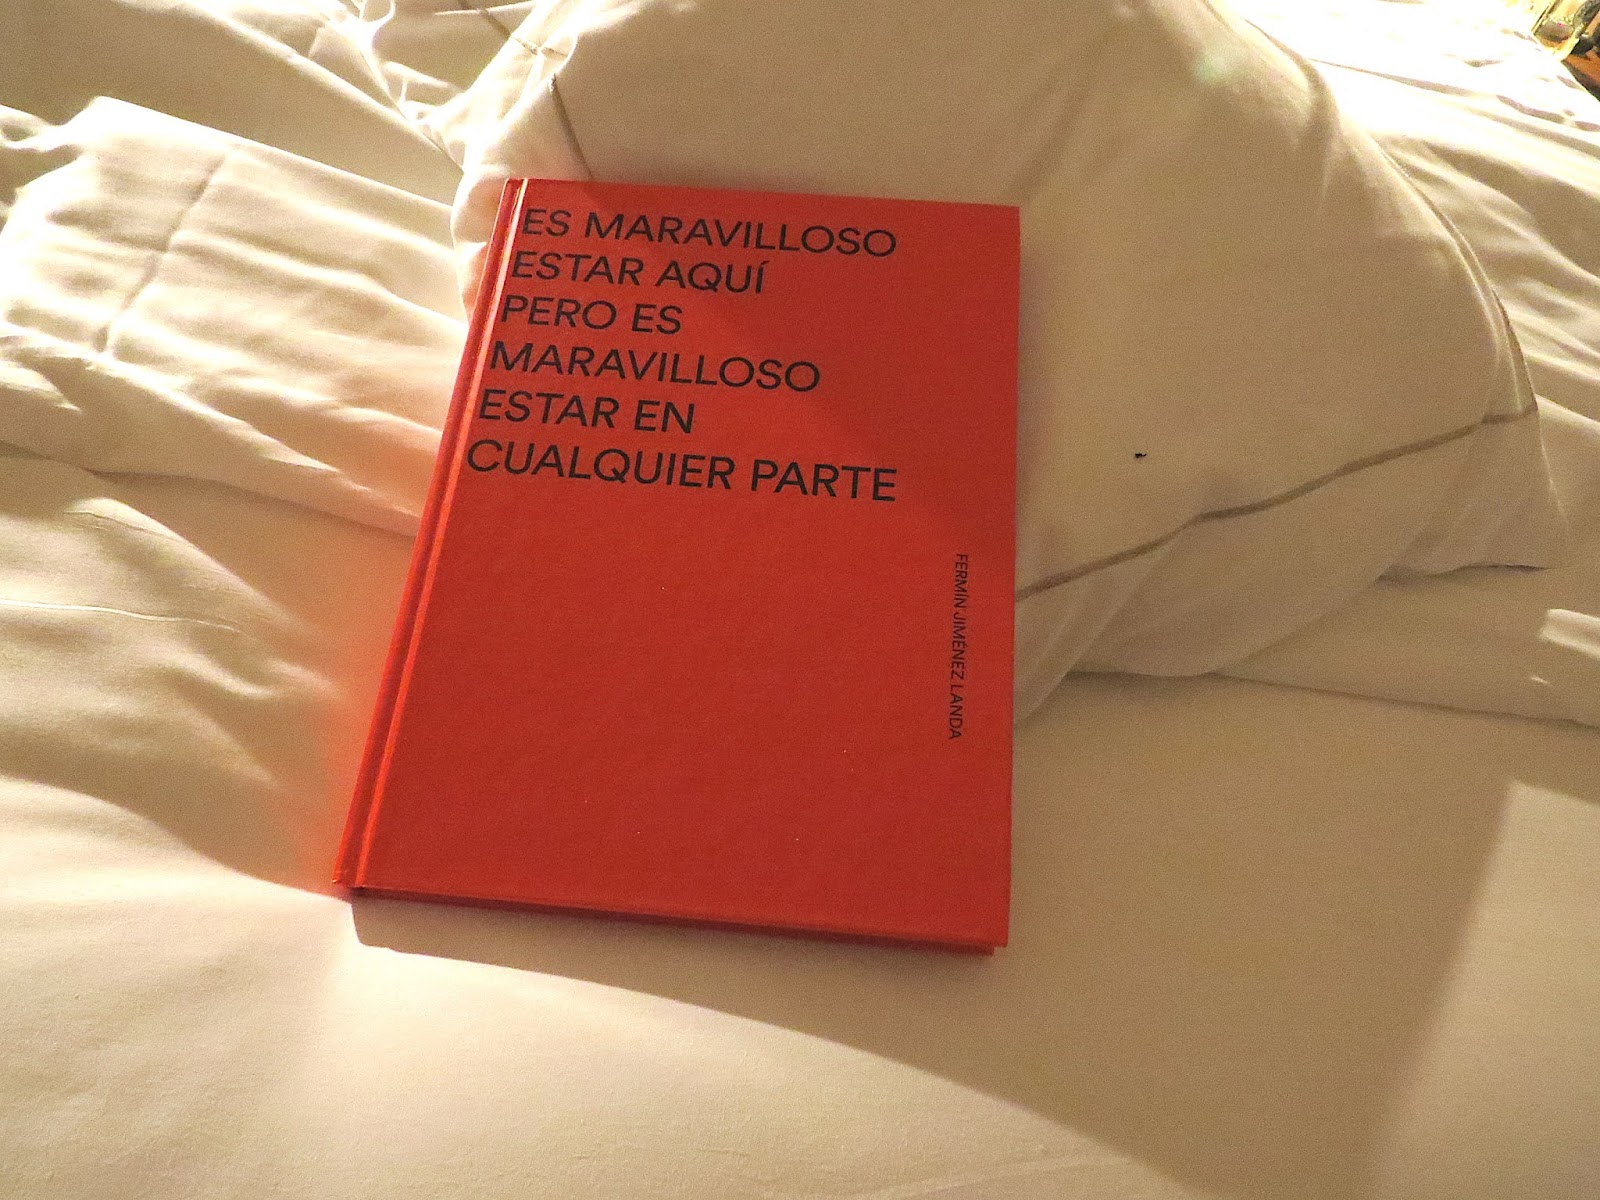 ES MARAVILLOSO
ESTAR AQUÍ
PERO ES
MARAVILLOSO
ESTAR EN
CUALQUIER PARTE
FERMÍN JIMÉNEZ LANDA